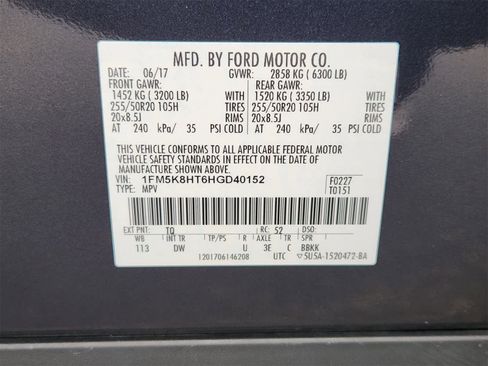 MFD. BY FORD MOTOR CO.
DATE: 06/17 GVWR: 2858 KG ( 6300 LB)
FRONT GAWR: REAR GAWR:
1452 KG ( 3200 LB) WITH 1520 KG ( 3350 LB) WITH
255/50R20 105H TIRES 255/50R20 105H TIRES
20x8.5J RIMS 20x8.5J RIMS
AT 240 kPa/ 35 PSI COLD AT 240 kPa/ 35 PSI COLD
THIS VEHICLE CONFORMS TO ALL APPLICABLE FEDERAL MOTOR
VEHICLE SAFETY STANDARDS IN EFFECT ON THE DATE OF
MANUFACTURE SHOWN ABOVE.
VIN: 1FM5K8HT6HGD40152 F0227
TYPE: MPV T0151
EXT PNT: TQ RC: 52 DSO:
WB INT TR TP/PS R AXLE TR SPR
113 DW U 3E C BBKK
1201706146208 UTC 5U5A-1520472-BA